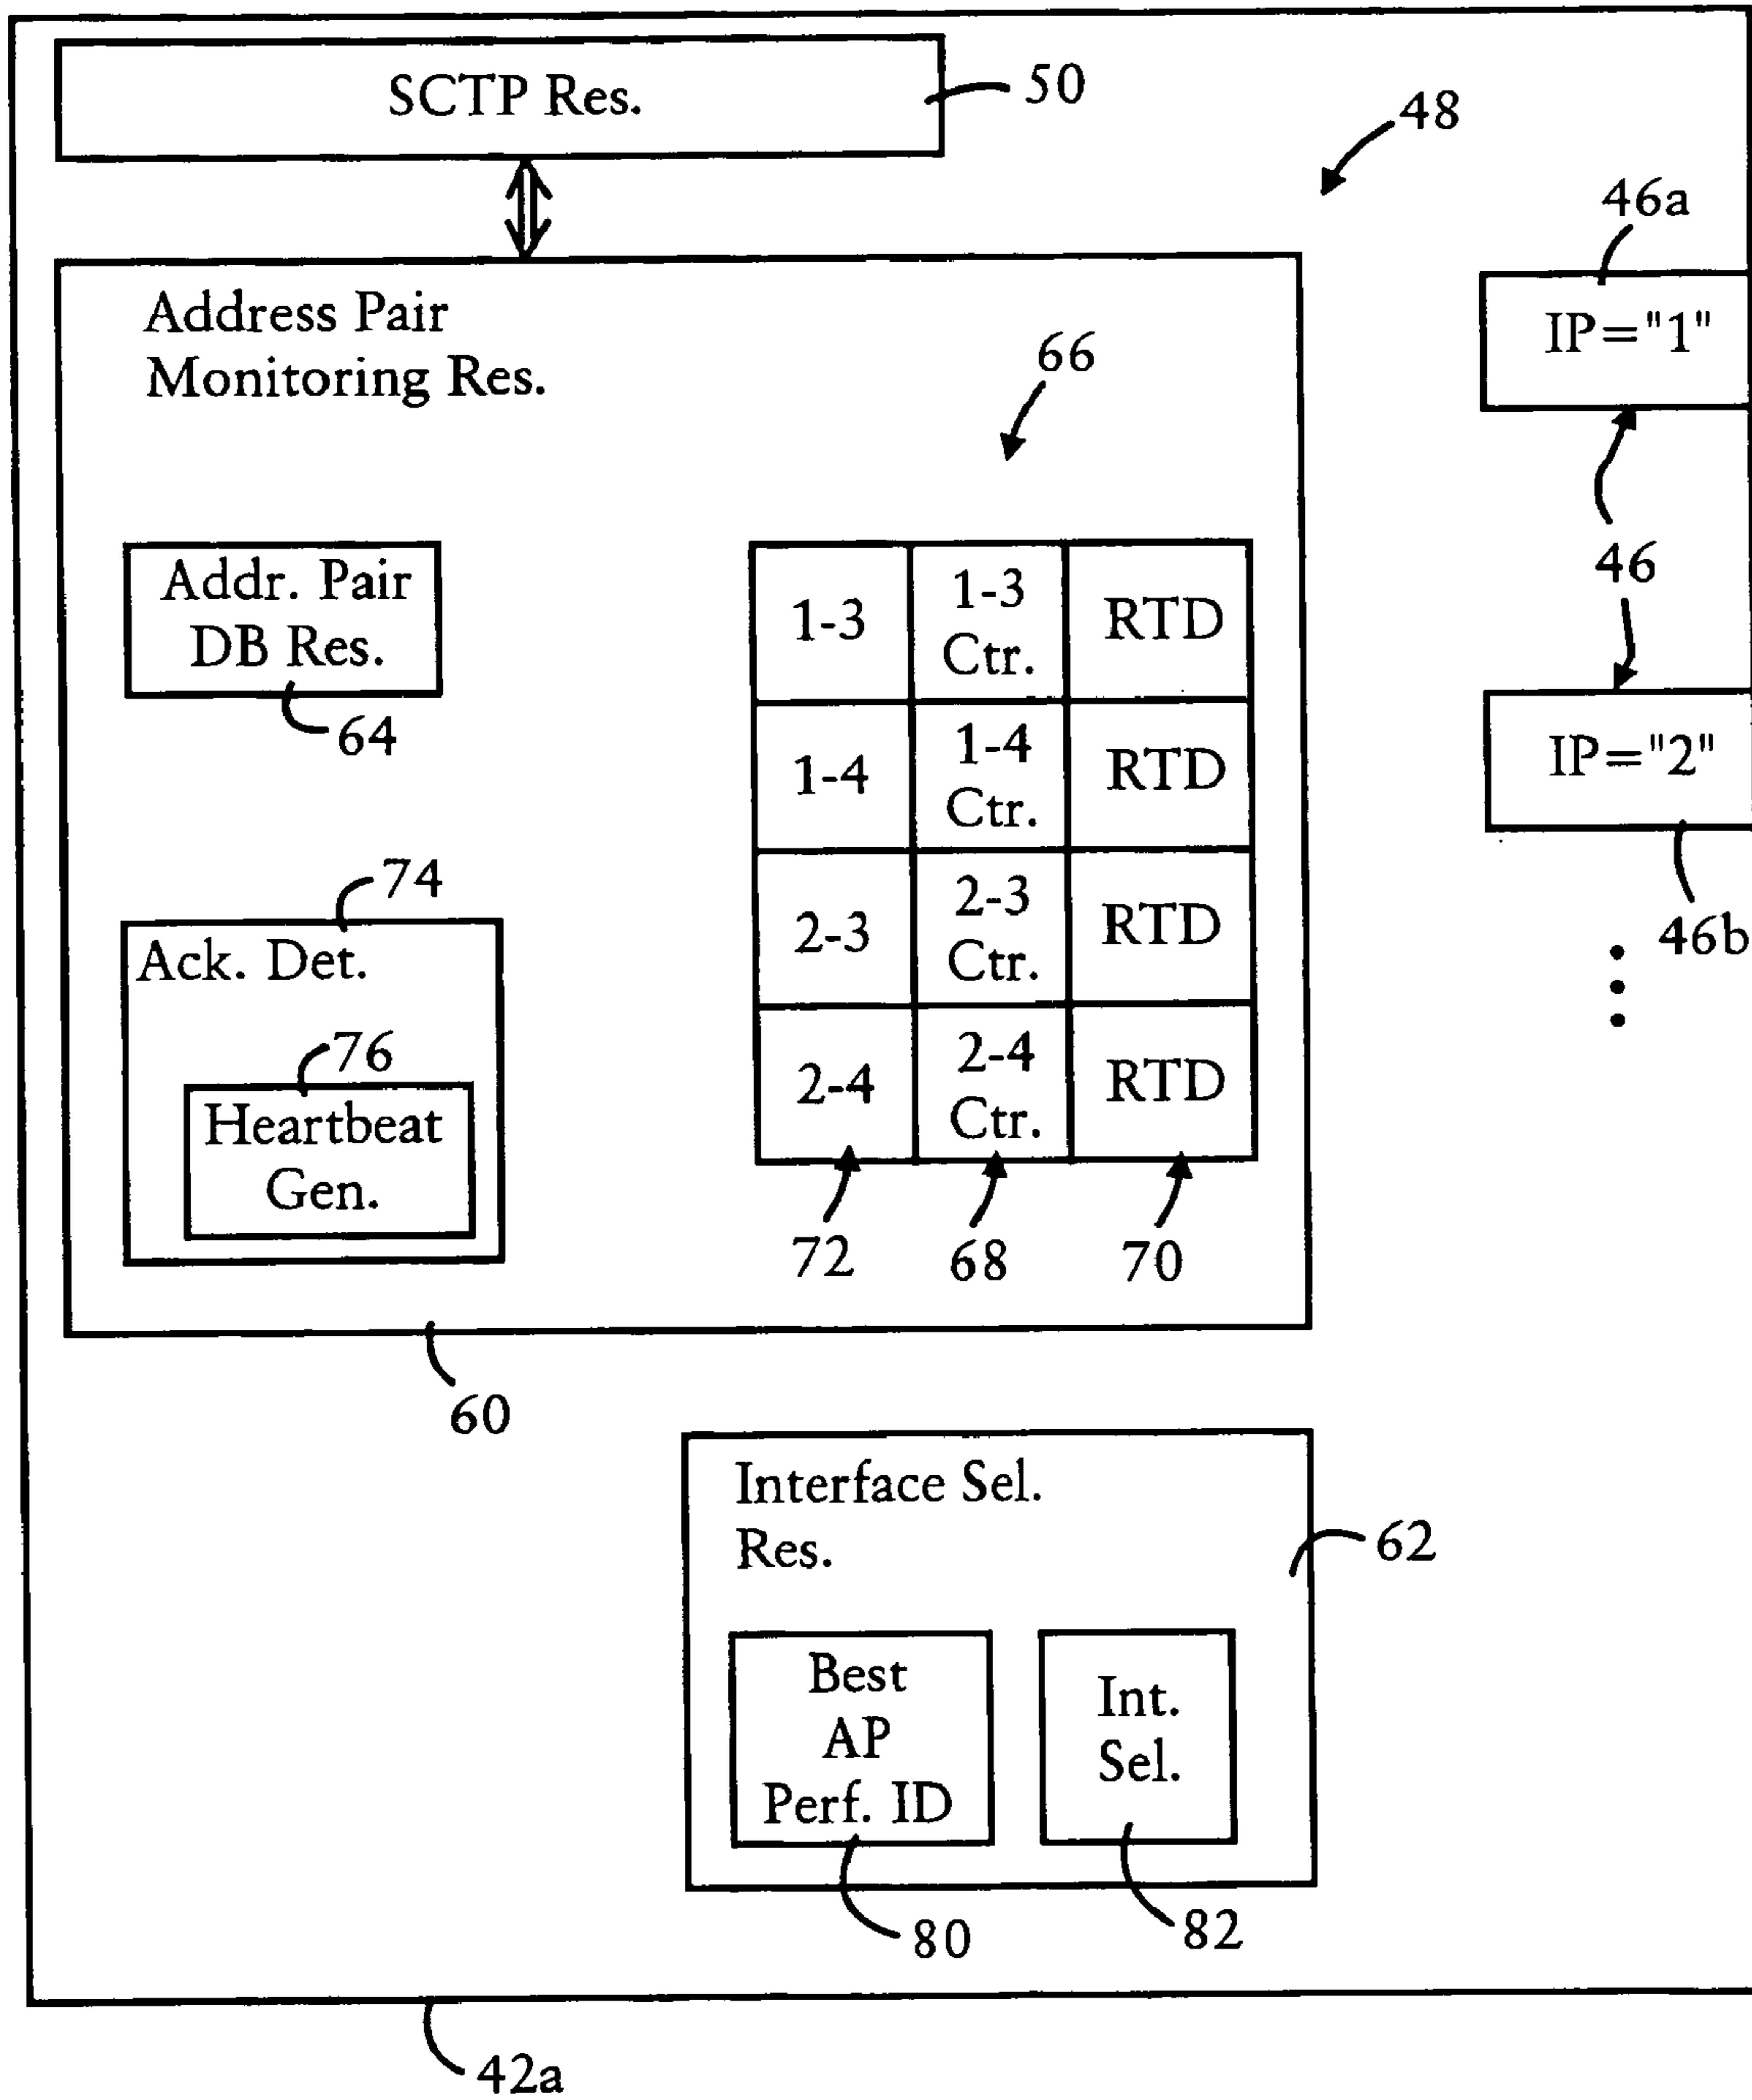 SCTP Res.
50
48
46a
Address Pair
Monitoring Res.
66
IP="1"
46
Addr. Pair
DB Res.
64
1-3
1-3
Ctr.
RTD
1-4
1-4
Ctr.
RTD
2-3
2-3
Ctr.
RTD
2-4
2-4
Ctr.
RTD
IP="2"
46b
74
Ack. Det.
76
Heartbeat
Gen.
72
68
70
60
Interface Sel.
Res.
62
Best
AP
Perf. ID
Int.
Sel.
80
82
42a